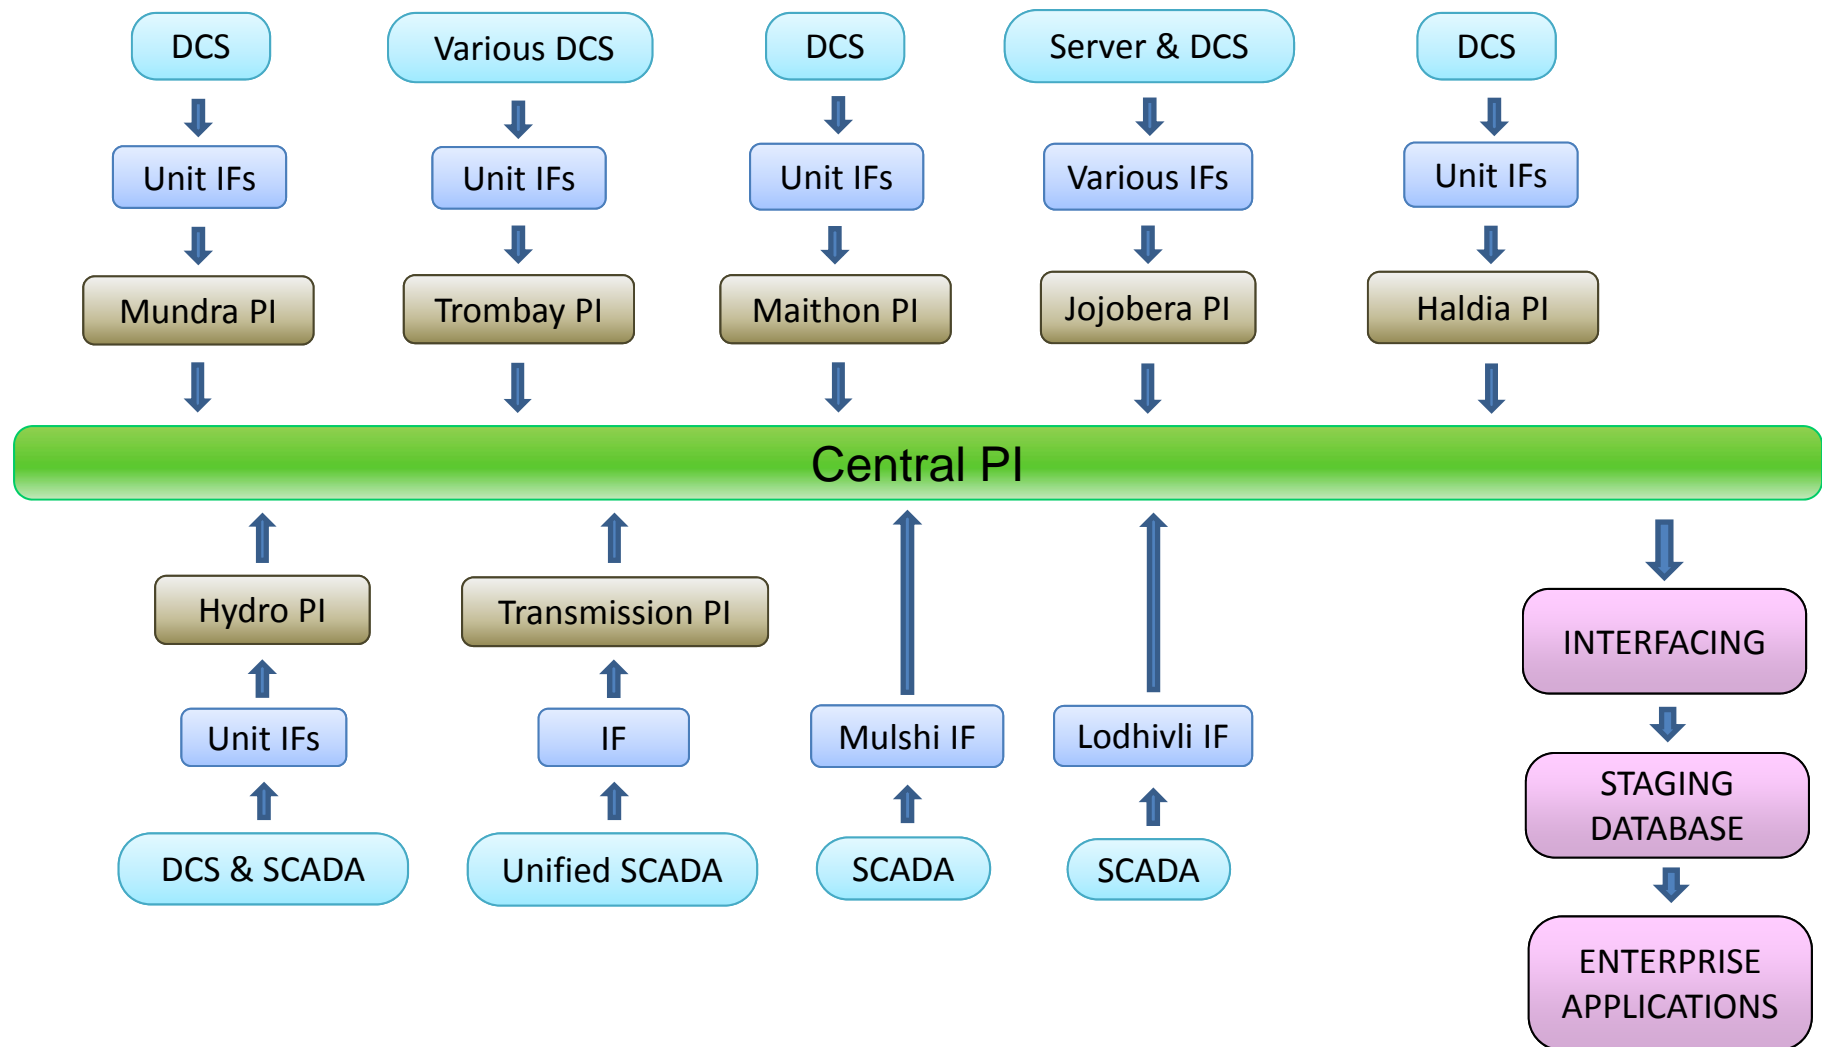 DCS
Various DCS
DCS
Server & DCS
DCS
Unit IFs
Unit IFs
Unit IFs
Various IFs
Unit IFs
Mundra PI
Trombay PI
Maithon PI
Jojobera PI
Haldia PI
Central PI
Hydro PI
Transmission PI
INTERFACING
Unit IFs
IF
Mulshi IF
Lodhivli IF
STAGING
DATABASE
DCS & SCADA
Unified SCADA
SCADA
SCADA
ENTERPRISE
APPLICATIONS